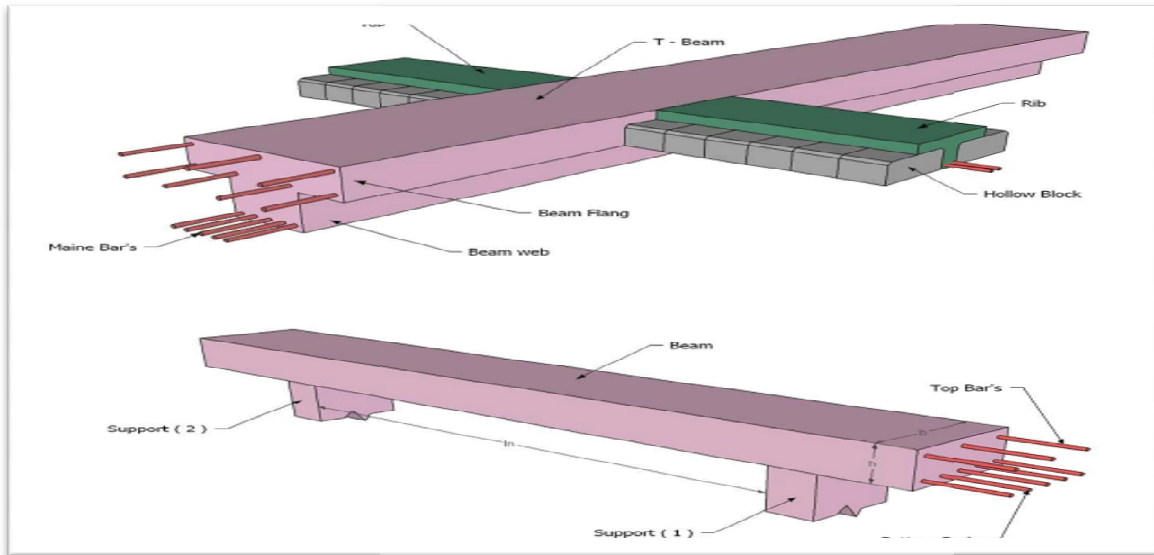 T - Beam
Rib
Hollow Block
Beam Flang
Maine Bar's
Beam web
Beam
Top Bar's
Support ( 2 )
b
h
ln
Support ( 1 )